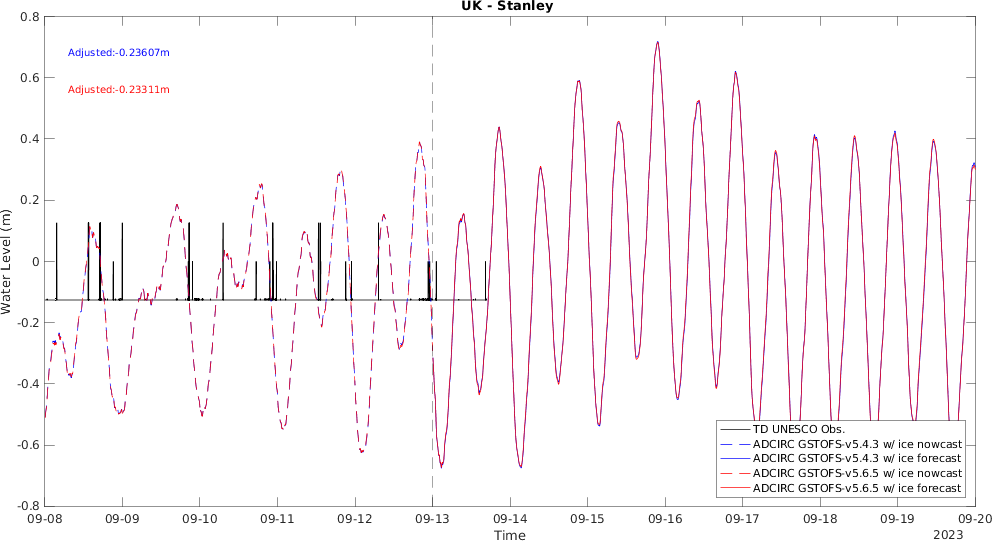 UK - Stanley
Adjusted:-0.23607m
Adjusted:-0.23311m
Water Level (m)
0.8
0.6
0.4
0.2
0
-0.2
-0.4
-0.6
-0.8
TD UNESCO Obs.
ADCIRC GSTOFS-v5.4.3 w/ ice nowcast
ADCIRC GSTOFS-v5.4.3 w/ ice forecast
ADCIRC GSTOFS-v5.6.5 w/ ice nowcast
ADCIRC GSTOFS-v5.6.5 w/ ice forecast
09-08 09-09 09-10 09-11 09-12 09-13 09-14 09-15 09-16 09-17 09-18 09-19 09-20
Time
2023